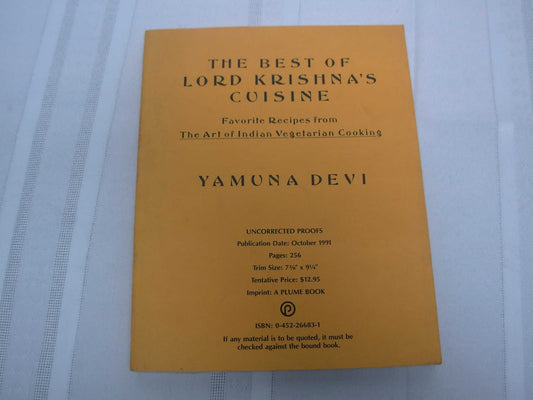 THE BEST OF
LORD KRISHNA'S
CUISINE
Favorite Recipes from
The Art of Indian Vegetarian Cooking
YAMUNA DEVI
UNCORRECTED PROOFS
Publication Date: October 1991
Pages: 256
Trim Size: 7⅜" x 9¼"
Tentative Price: $12.95
Imprint: A PLUME BOOK
P
ISBN: 0-452-26683-1
If any material is to be quoted, it must be
checked against the bound book.